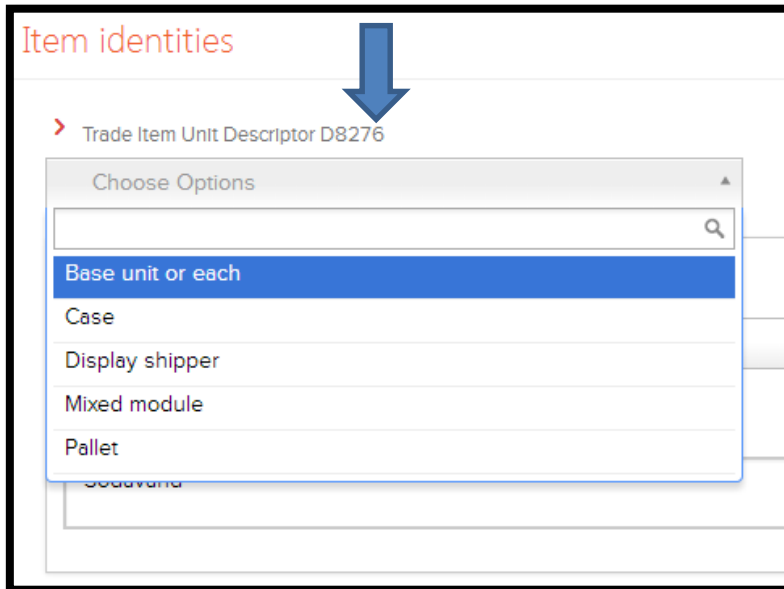 Item identities
Trade Item Unit Descriptor D8276
Choose Options
Base unit or each
Case
Display shipper
Mixed module
Pallet